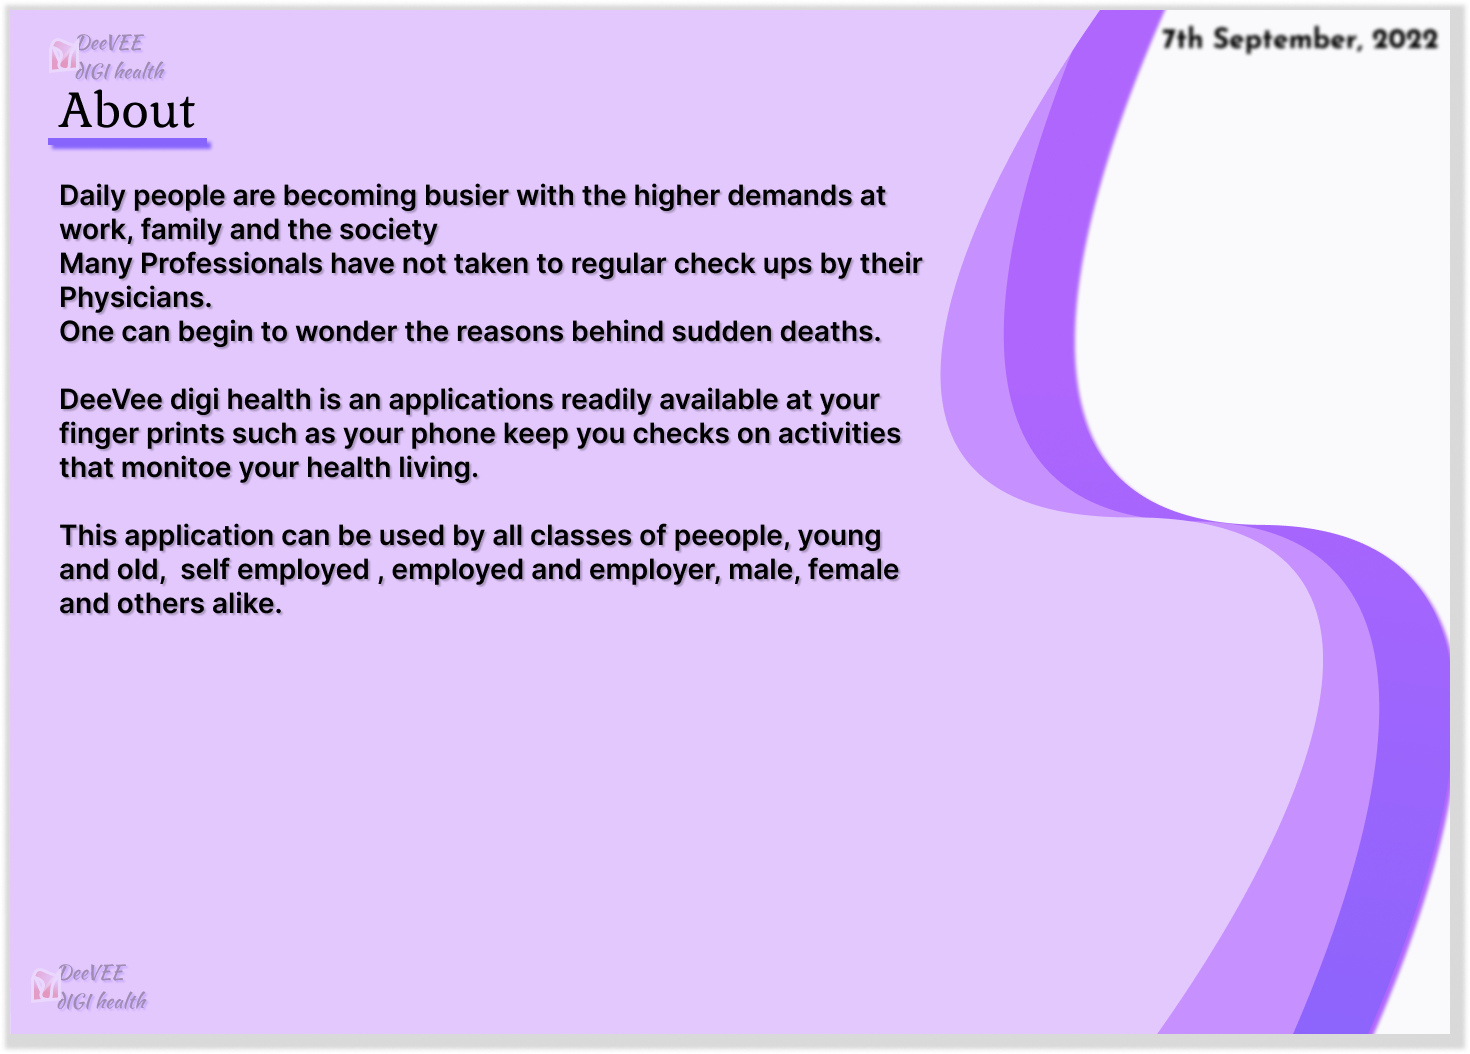 DeeVEE
dIGI health
7th September, 2022
About
Daily people are becoming busier with the higher demands at
work, family and the society
Many Professionals have not taken to regular check ups by their
Physicians.
One can begin to wonder the reasons behind sudden deaths.
DeeVee digi health is an applications readily available at your
finger prints such as your phone keep you checks on activities
that monitoe your health living.
This application can be used by all classes of peeople, young
and old,  self employed , employed and employer, male, female
and others alike.
DeeVEE
dIGI health